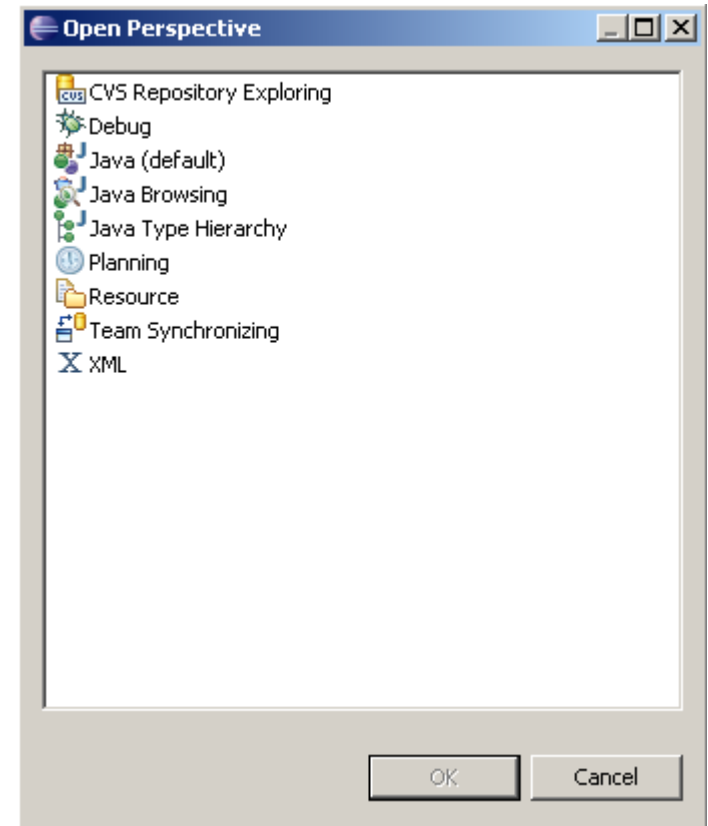 Open Perspective
CVS CVS Repository Exploring
Debug
J Java (default)
J Java Browsing
J Java Type Hierarchy
Planning
Resource
Team Synchronizing
X XML
OK
Cancel